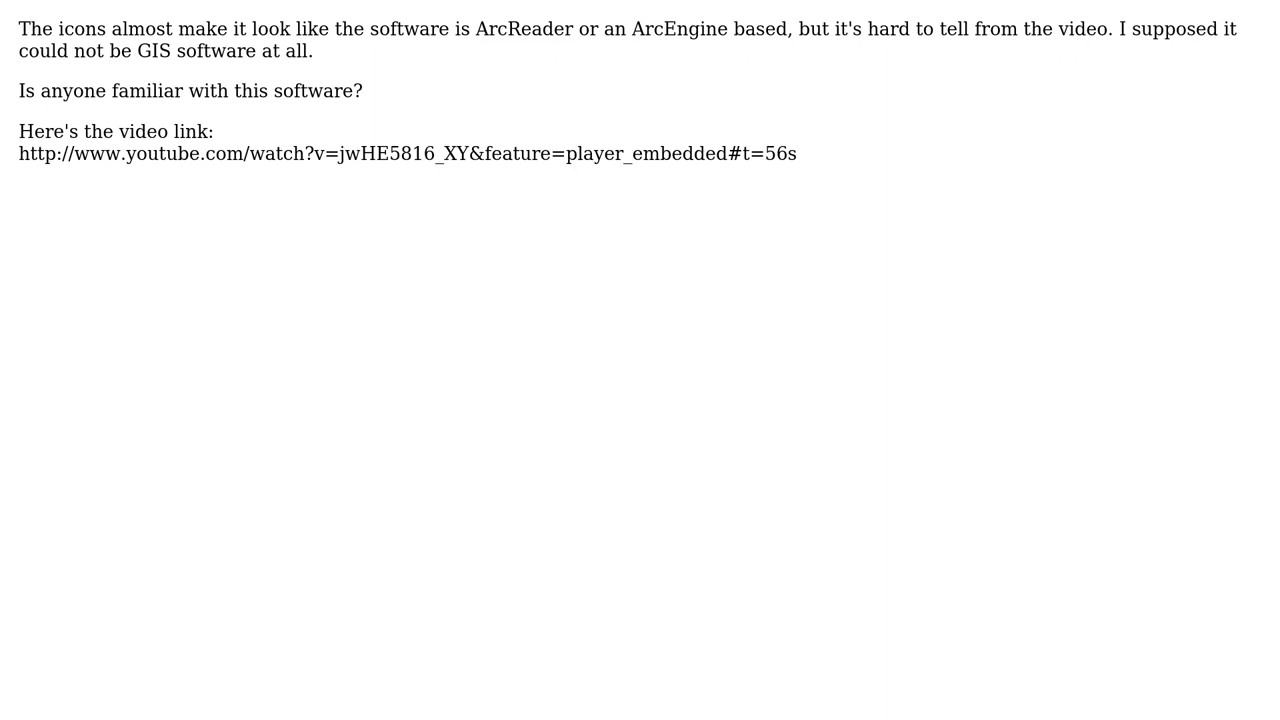 The icons almost make it look like the software is ArcReader or an ArcEngine based, but it's hard to tell from the video. I supposed it
could not be GIS software at all.
Is anyone familiar with this software?
Here's the video link:
http://www.youtube.com/watch?v=jwHE5816_XY&feature=player_embedded#t=56s